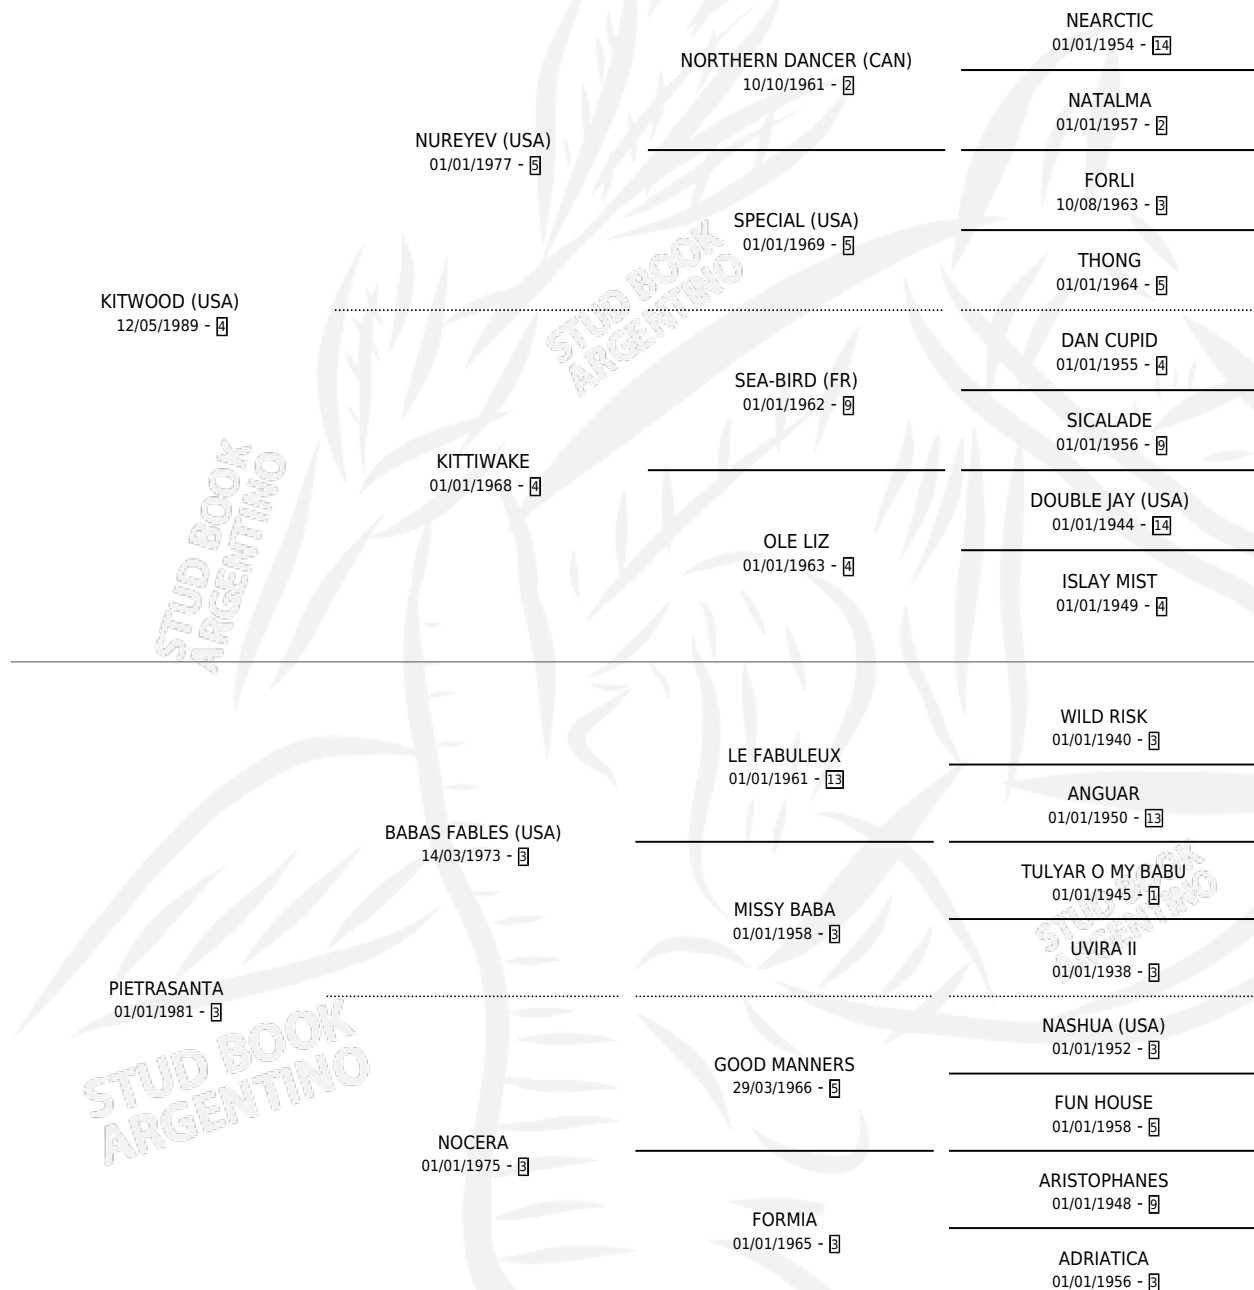 NEARCTIC
01/01/1954 - 14
NORTHERN DANCER (CAN)
10/10/1961 - 2
NATALMA
01/01/1957 - 2
NUREYEV (USA)
01/01/1977 - 5
FORLI
10/08/1963 - 3
SPECIAL (USA)
01/01/1969 - 5
THONG
01/01/1964 - 5
KITWOOD (USA)
12/05/1989 - 4
DAN CUPID
01/01/1955 - 4
SEA-BIRD (FR)
01/01/1962 - 9
SICALADE
01/01/1956 - 9
KITTIWAKE
01/01/1968 - 4
DOUBLE JAY (USA)
01/01/1944 - 14
OLE LIZ
01/01/1963 - 4
ISLAY MIST
01/01/1949 - 4
WILD RISK
01/01/1940 - 3
LE FABULEUX
01/01/1961 - 13
ANGUAR
01/01/1950 - 13
BABAS FABLES (USA)
14/03/1973 - 3
TULYAR O MY BABU
01/01/1945 - 1
MISSY BABA
01/01/1958 - 3
UVIRA II
01/01/1938 - 3
PIETRASANTA
01/01/1981 - 3
NASHUA (USA)
01/01/1952 - 3
GOOD MANNERS
29/03/1966 - 5
FUN HOUSE
01/01/1958 - 5
NOCERA
01/01/1975 - 3
ARISTOPHANES
01/01/1948 - 9
FORMIA
01/01/1965 - 3
ADRIATICA
01/01/1956 - 3
STUD BOOK
ARGENTINO
STUD BOOK
ARGENTINO
STUD BOOK
ARGENTINO
STUD BOOK
ARGENTINO